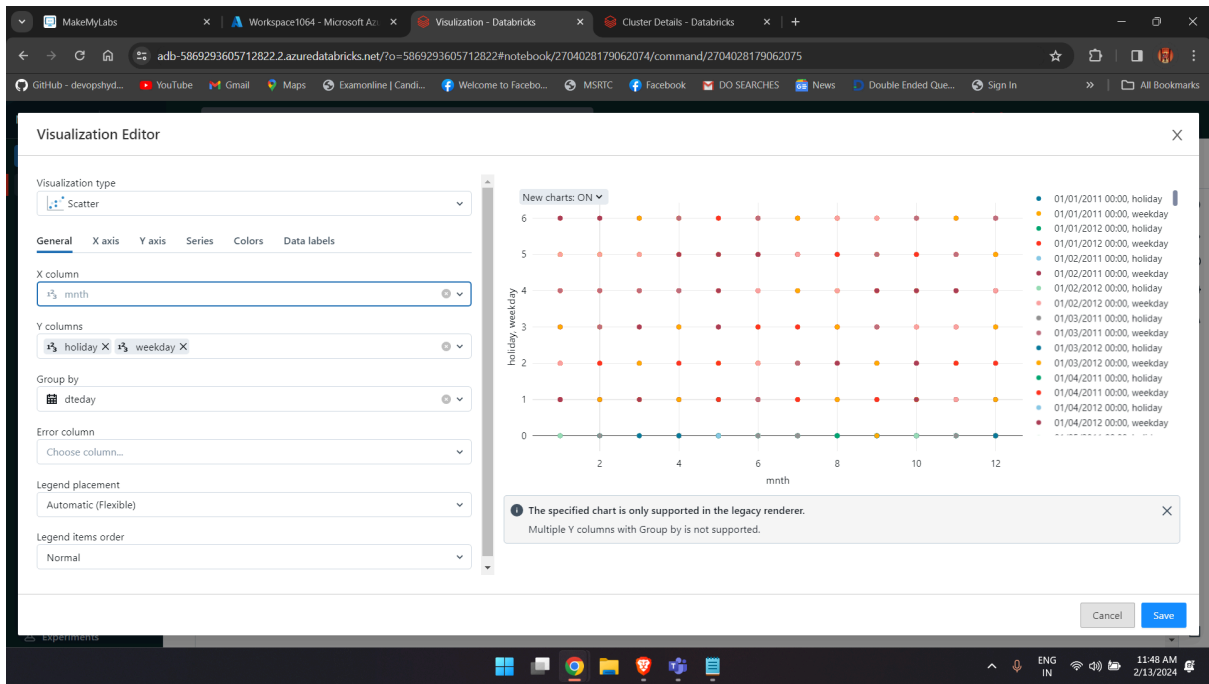 MakeMyLabs
Workspace1064 - Microsoft Az
Visulization - Databricks
Cluster Details - Databricks
adb-5869293605712822.2.azuredatabricks.net/?o=5869293605712822#notebook/2704028179062074/command/2704028179062075
GitHub - devopshyd...
YouTube
Gmail
Maps
Examonline | Candi...
Welcome to Facebo...
MSRTC
Facebook
DO SEARCHES
News
Double Ended Que...
Sign In
»
All Bookmarks
Visualization Editor
Visualization type
Scatter
General X axis Y axis Series Colors Data labels
X column
mnth
Y columns
holiday weekday
Group by
dteday
Error column
Choose column...
Legend placement
Automatic (Flexible)
Legend items order
Normal
New charts: ON
holiday, weekday
6
5
4
3
2
1
0
2 4 6 8 10 12
mnth
01/01/2011 00:00, holiday
01/01/2011 00:00, weekday
01/01/2012 00:00, holiday
01/01/2012 00:00, weekday
01/02/2011 00:00, holiday
01/02/2011 00:00, weekday
01/02/2012 00:00, holiday
01/02/2012 00:00, weekday
01/03/2011 00:00, holiday
01/03/2011 00:00, weekday
01/03/2012 00:00, holiday
01/03/2012 00:00, weekday
01/04/2011 00:00, holiday
01/04/2011 00:00, weekday
01/04/2012 00:00, holiday
01/04/2012 00:00, weekday
The specified chart is only supported in the legacy renderer.
Multiple Y columns with Group by is not supported.
Cancel Save
Experiments
ENG
IN
11:48 AM
2/13/2024